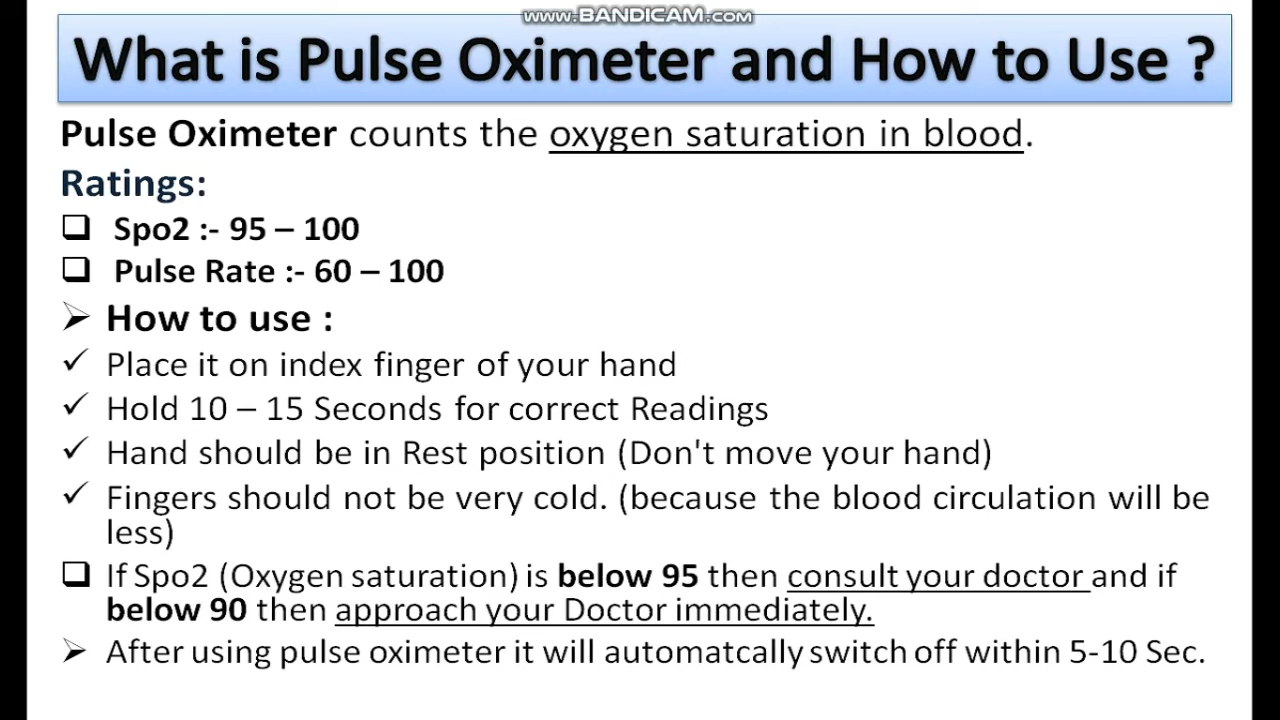 www.BANDICAM.com
What is Pulse Oximeter and How to Use ?
Pulse Oximeter counts the oxygen saturation in blood.
Ratings:
Spo2 :- 95 – 100
Pulse Rate :- 60 – 100
How to use :
Place it on index finger of your hand
Hold 10 – 15 Seconds for correct Readings
Hand should be in Rest position (Don't move your hand)
Fingers should not be very cold. (because the blood circulation will be
less)
If Spo2 (Oxygen saturation) is below 95 then consult your doctor and if
below 90 then approach your Doctor immediately.
After using pulse oximeter it will automatcally switch off within 5-10 Sec.